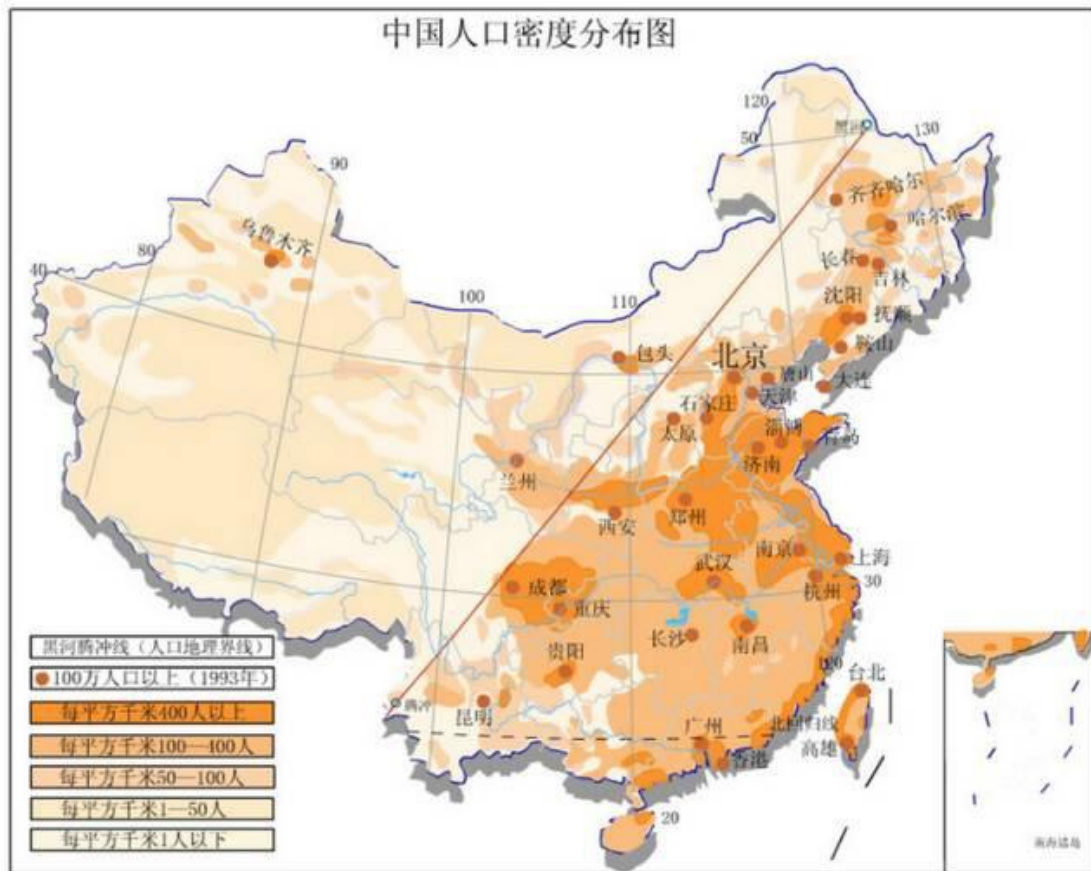 中国人口密度分布图
120
50
黑河
130
90
齐齐哈尔
乌鲁木齐
哈尔滨
80
长春
吉林
40
沈阳
100
110
抚顺
包头
鞍山
北京
唐山
大连
天津
石家庄
太原
淄博
青岛
济南
兰州
郑州
西安
南京
上海
武汉
30
成都
杭州
重庆
长沙
南昌
贵阳
黑河腾冲线（人口地理界线）
100万人口以上（1993年）
台北
腾冲
每平方千米400人以上
昆明
北回归线
广州
高雄
每平方千米100—400人
香港
每平方千米50—100人
每平方千米1—50人
20
每平方千米1人以下
南海诸岛